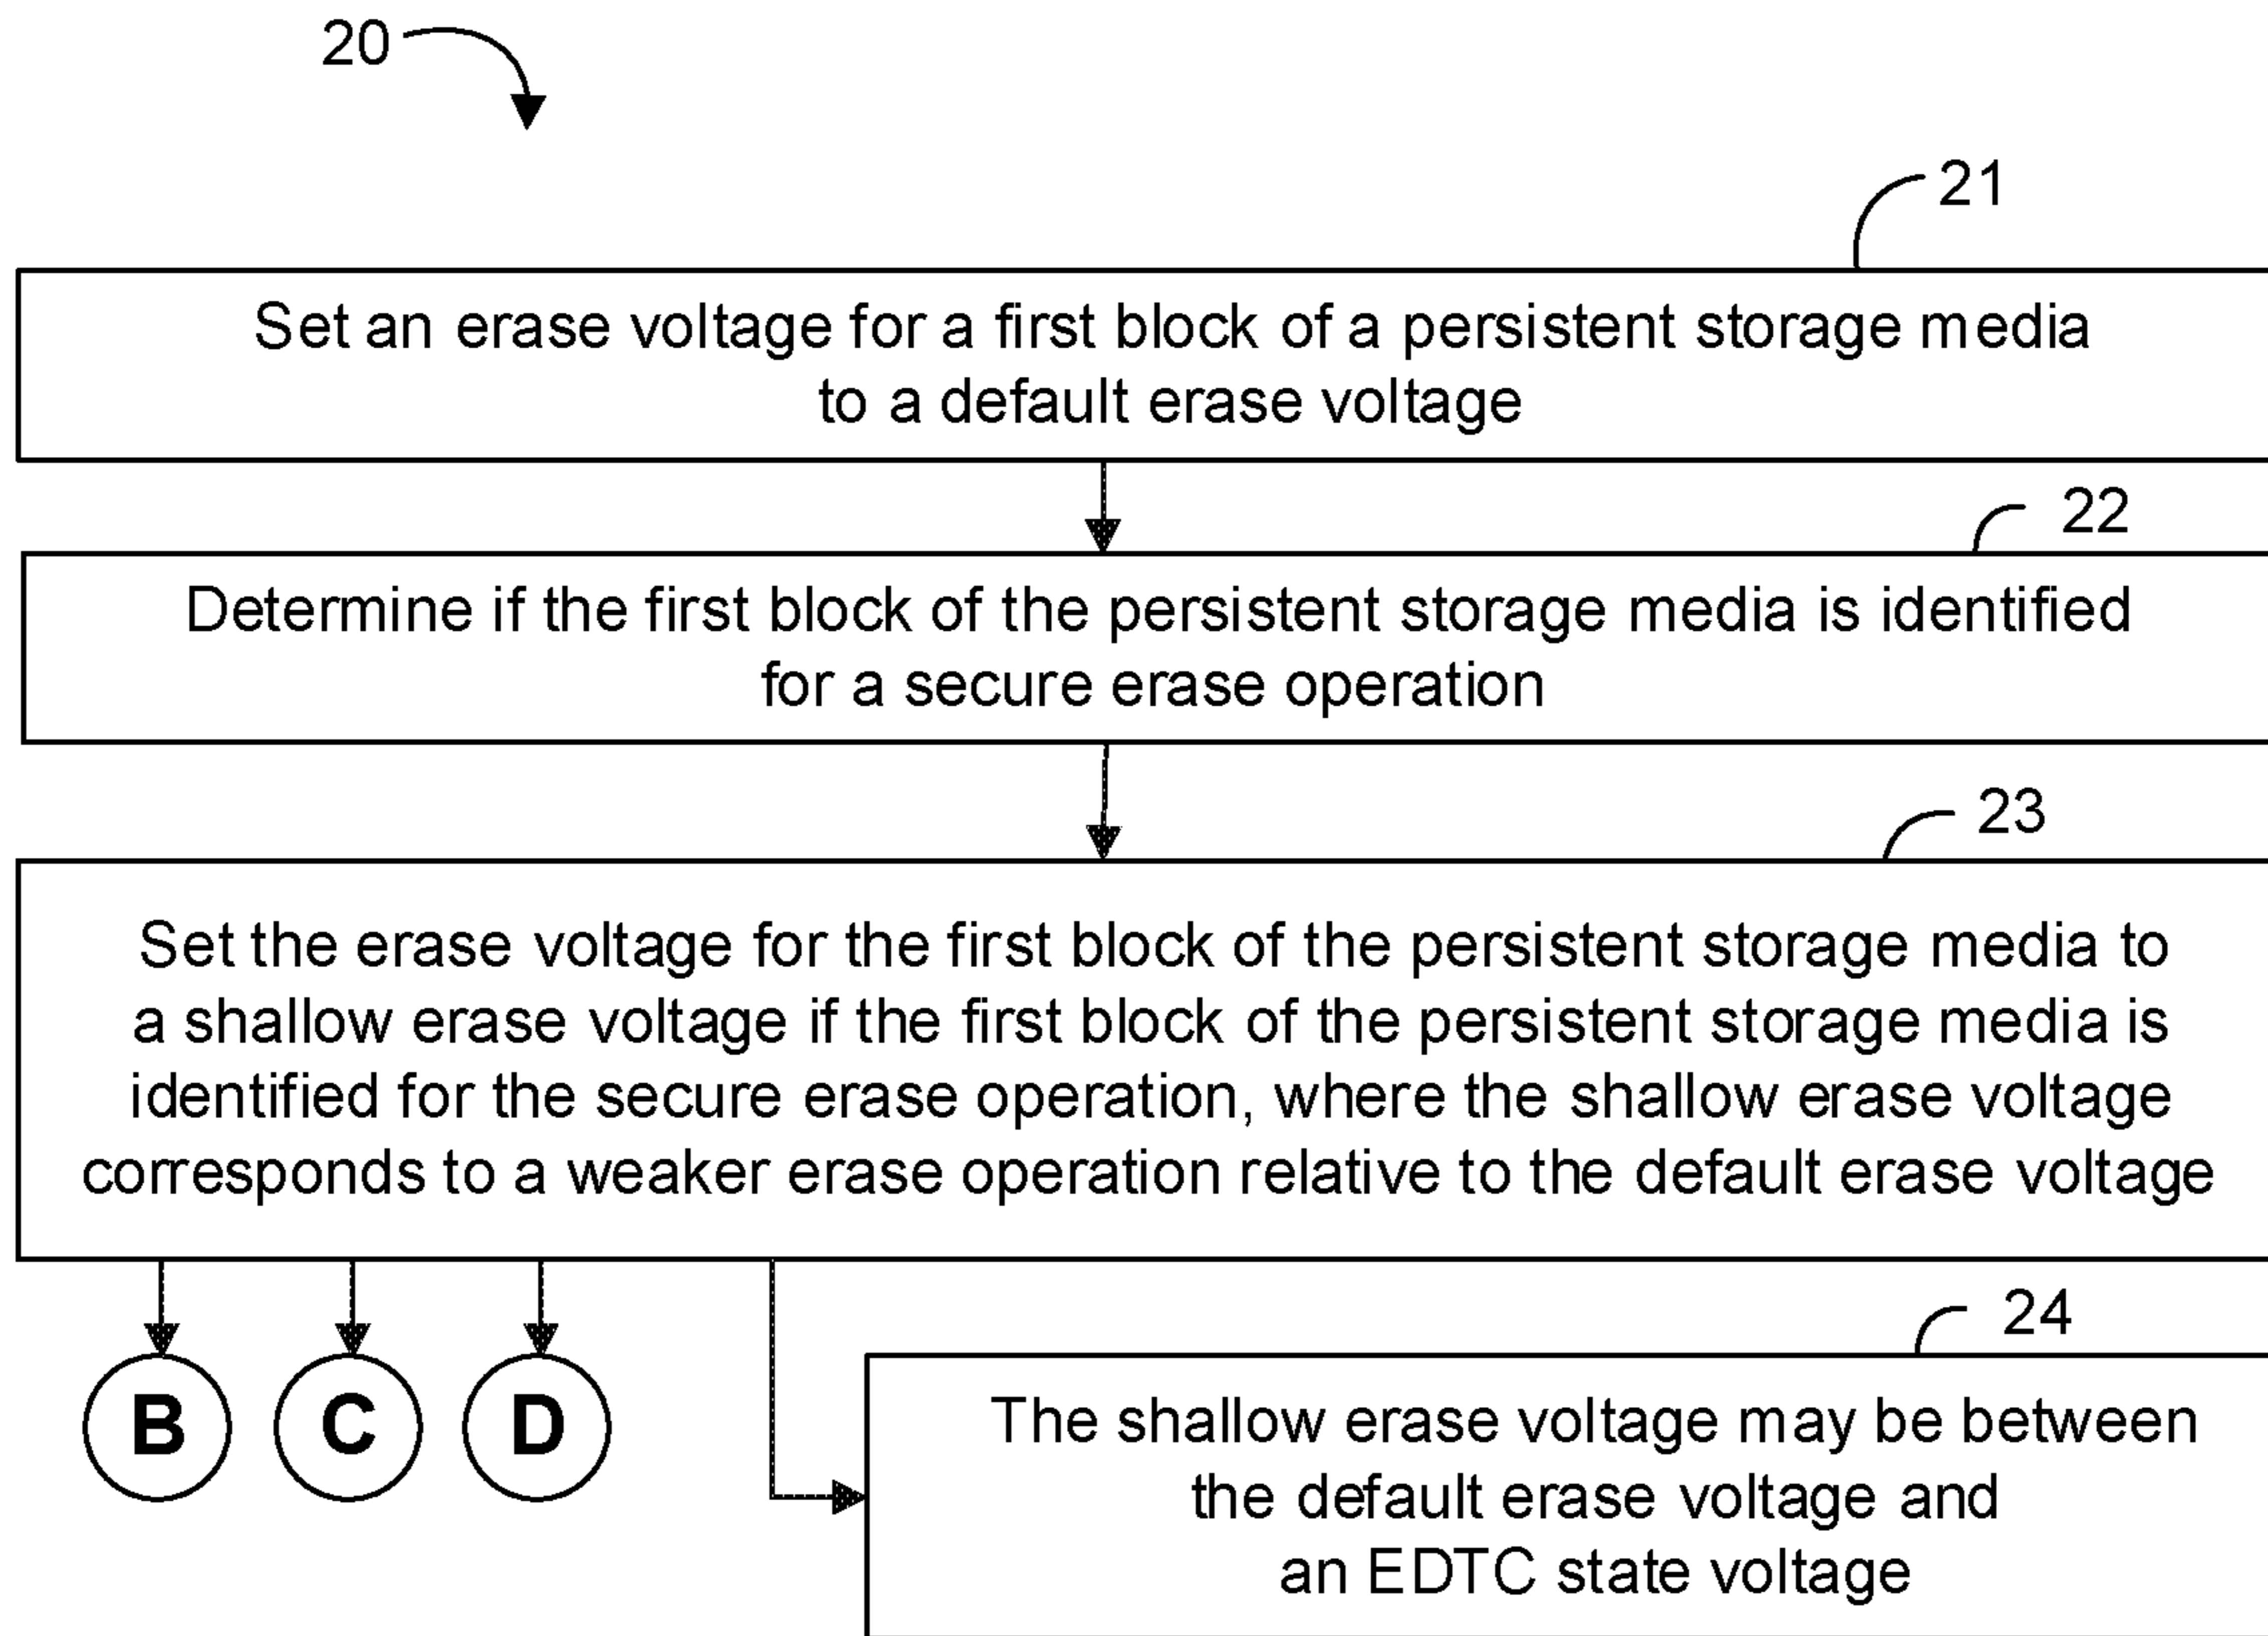 20
21
Set an erase voltage for a first block of a persistent storage media
to a default erase voltage
22
Determine if the first block of the persistent storage media is identified
for a secure erase operation
23
Set the erase voltage for the first block of the persistent storage media to
a shallow erase voltage if the first block of the persistent storage media is
identified for the secure erase operation, where the shallow erase voltage
corresponds to a weaker erase operation relative to the default erase voltage
B C D
24
The shallow erase voltage may be between
the default erase voltage and
an EDTC state voltage